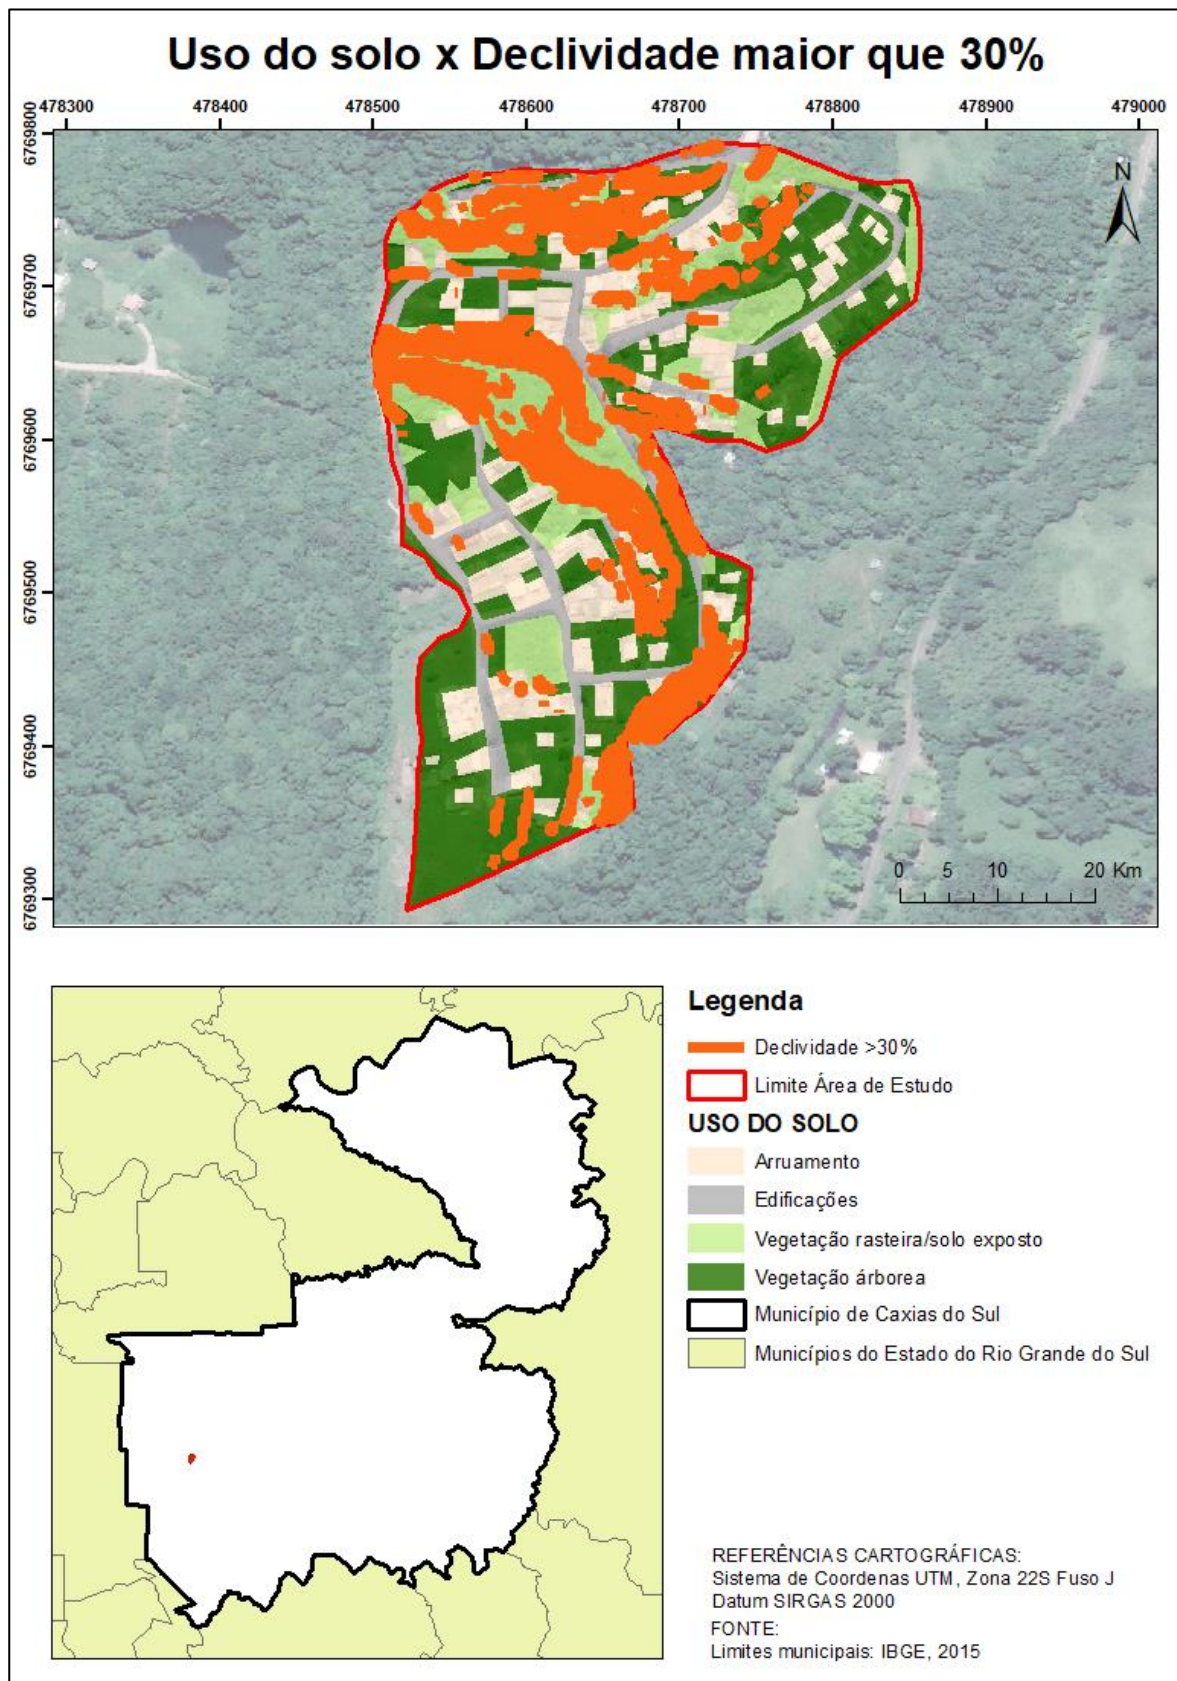 Uso do solo x Declividade maior que 30%
478300 478400 478500 478600 478700 478800 478900 479000
6769800
6769700
6769600
6769500
6769400
6769300
N
0 5 10 20 Km
Legenda
Declividade >30%
Limite Área de Estudo
USO DO SOLO
Arruamento
Edificações
Vegetação rasteira/solo exposto
Vegetação árborea
Município de Caxias do Sul
Municípios do Estado do Rio Grande do Sul
REFERÊNCIAS CARTOGRÁFICAS:
Sistema de Coordenas UTM, Zona 22S Fuso J
Datum SIRGAS 2000
FONTE:
Limites municipais: IBGE, 2015